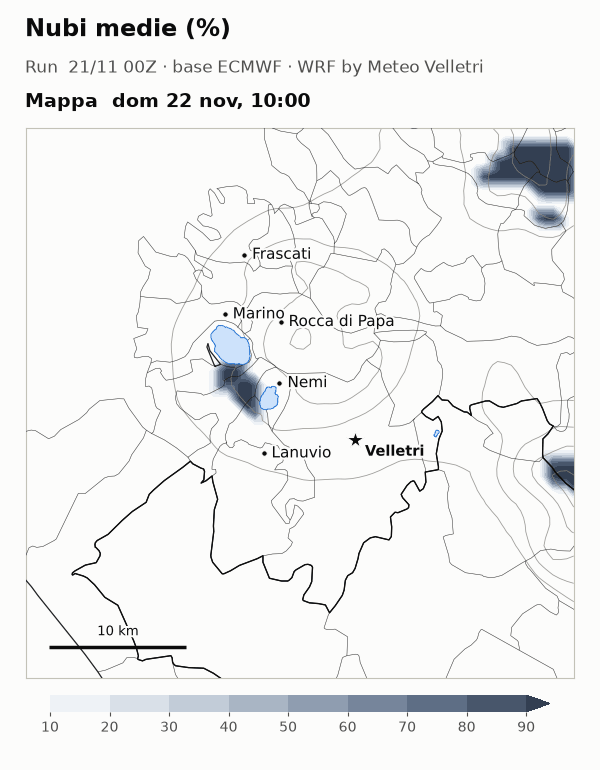 Nubi medie (%)
Run  21/11 00Z · base ECMWF · WRF by Meteo Velletri
Mappa  dom 22 nov, 10:00
Frascati
Marino
Rocca di Papa
Nemi
Velletri
Lanuvio
10 km
10 20 30 40 50 60 70 80 90